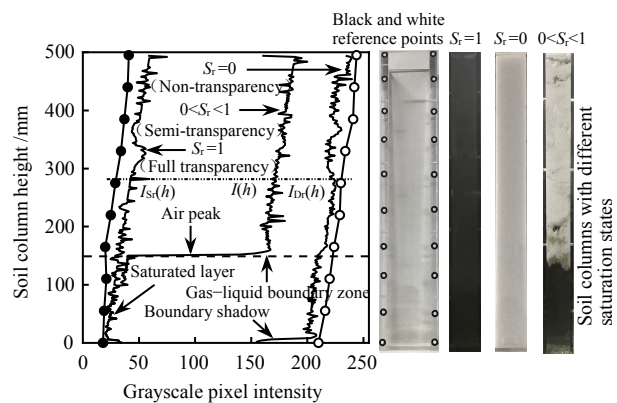 Black and white
reference points
Sr=1
Sr=0
0<Sr<1
500
400
300
200
100
0
Soil column height /mm
Sr=0
(Non-transparency)
0<Sr<1
(Semi-transparency)
Sr=1
(Full transparency)
ISr(h)
I(h)
IDr(h)
Air peak
Saturated layer
Gas-liquid boundary zone
Boundary shadow
0
50
100
150
200
250
Grayscale pixel intensity
Soil columns with different
saturation states